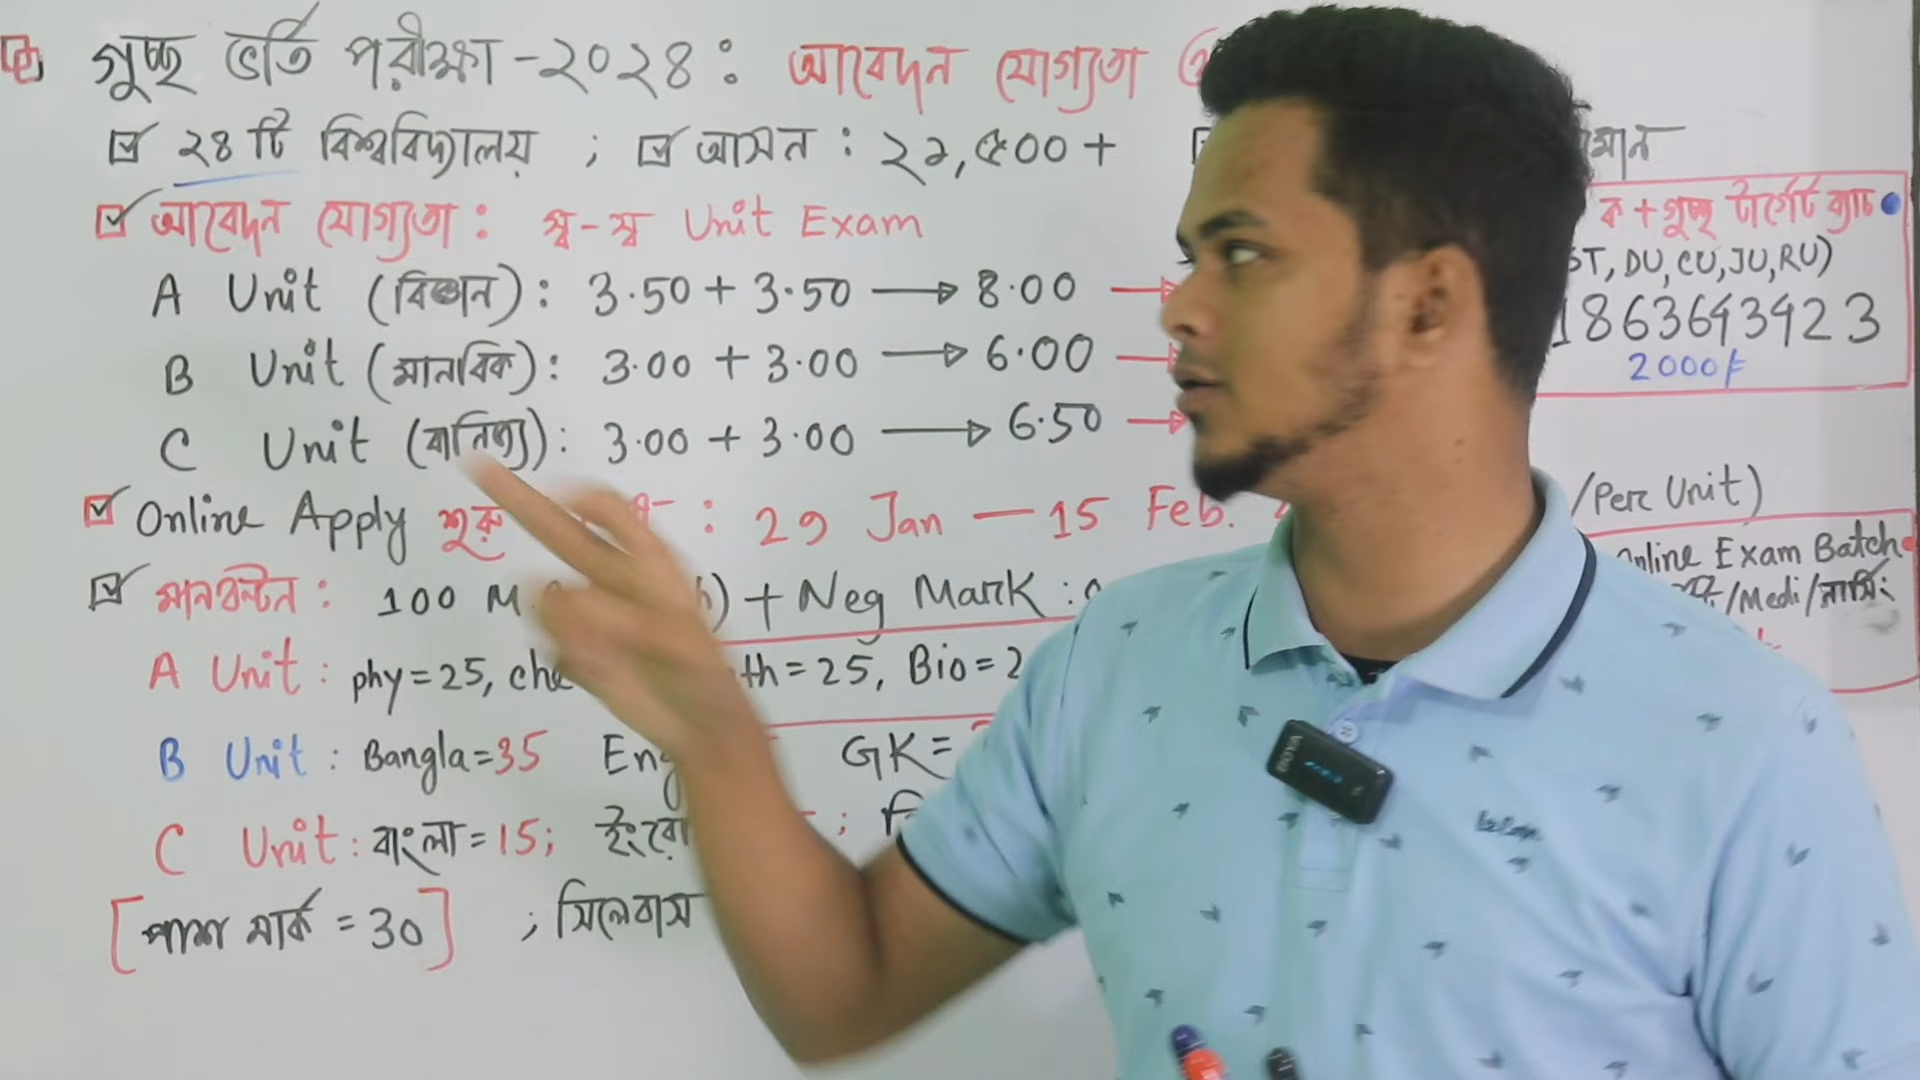 গুচ্ছ ভর্তি পরীক্ষা - ২০২৪ : আবেদন যোগ্যতা
২৪ টি বিশ্ববিদ্যালয় ; আসন : ২১,৫০০ + মান
আবেদন যোগ্যতা : স্ব-স্ব Unit Exam
A Unit (বিজ্ঞান) : 3.50 + 3.50 → 8.00 →
B Unit (মানবিক) : 3.00 + 3.00 → 6.00 →
C Unit (বানিজ্য) : 3.00 + 3.00 → 6.50 →
Online Apply শুরু : 29 Jan — 15 Feb.
মানবন্টন : 100 M ) + Neg Mark :
A Unit : phy = 25, che th = 25, Bio = 2
B Unit : Bangla = 35 Eng GK =
C Unit : বাংলা = 15; ইংরে ;
[পাশ মার্ক = 30] ; সিলেবাস
ক + গুচ্ছ টার্গেট ব্যাচ
ST, DU, CU, JU, RU)
1863643923
2000/-
/Per Unit)
Online Exam Batch
/Medi/নার্সিং
VACOG